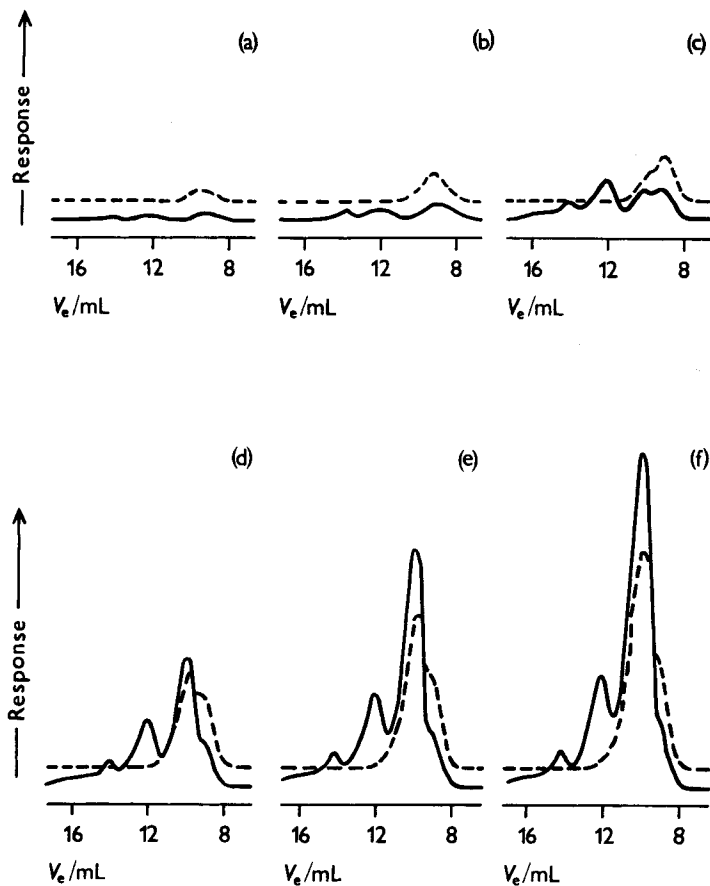 Response
(a)
(b)
(c)
16 12 8
16 12 8
16 12 8
Ve/mL
Ve/mL
Ve/mL
Response
(d)
(e)
(f)
16 12 8
16 12 8
16 12 8
Ve/mL
Ve/mL
Ve/mL